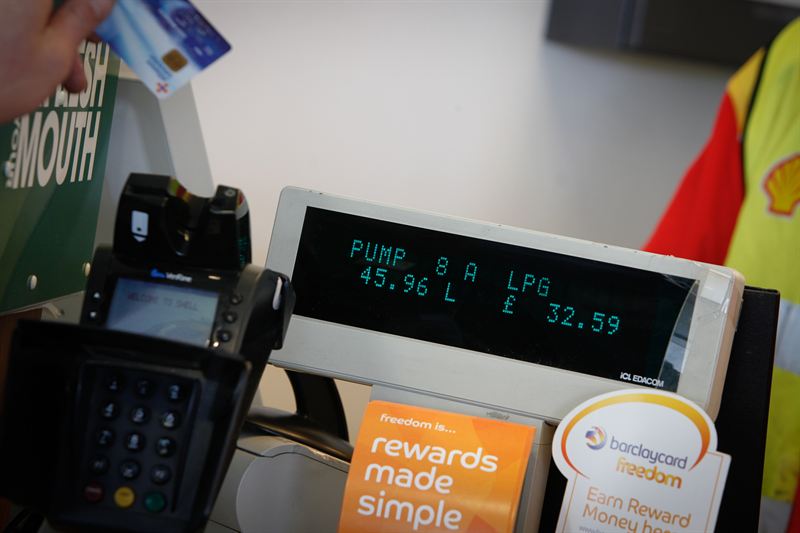 MOUTH
VeriFone
WELCOME TO SHELL
PUMP 8 A LPG
45.96 L £ 32.59
ICL EDACOM
freedom is...
rewards
made
simple
barclaycard
freedom
Earn Reward
Money